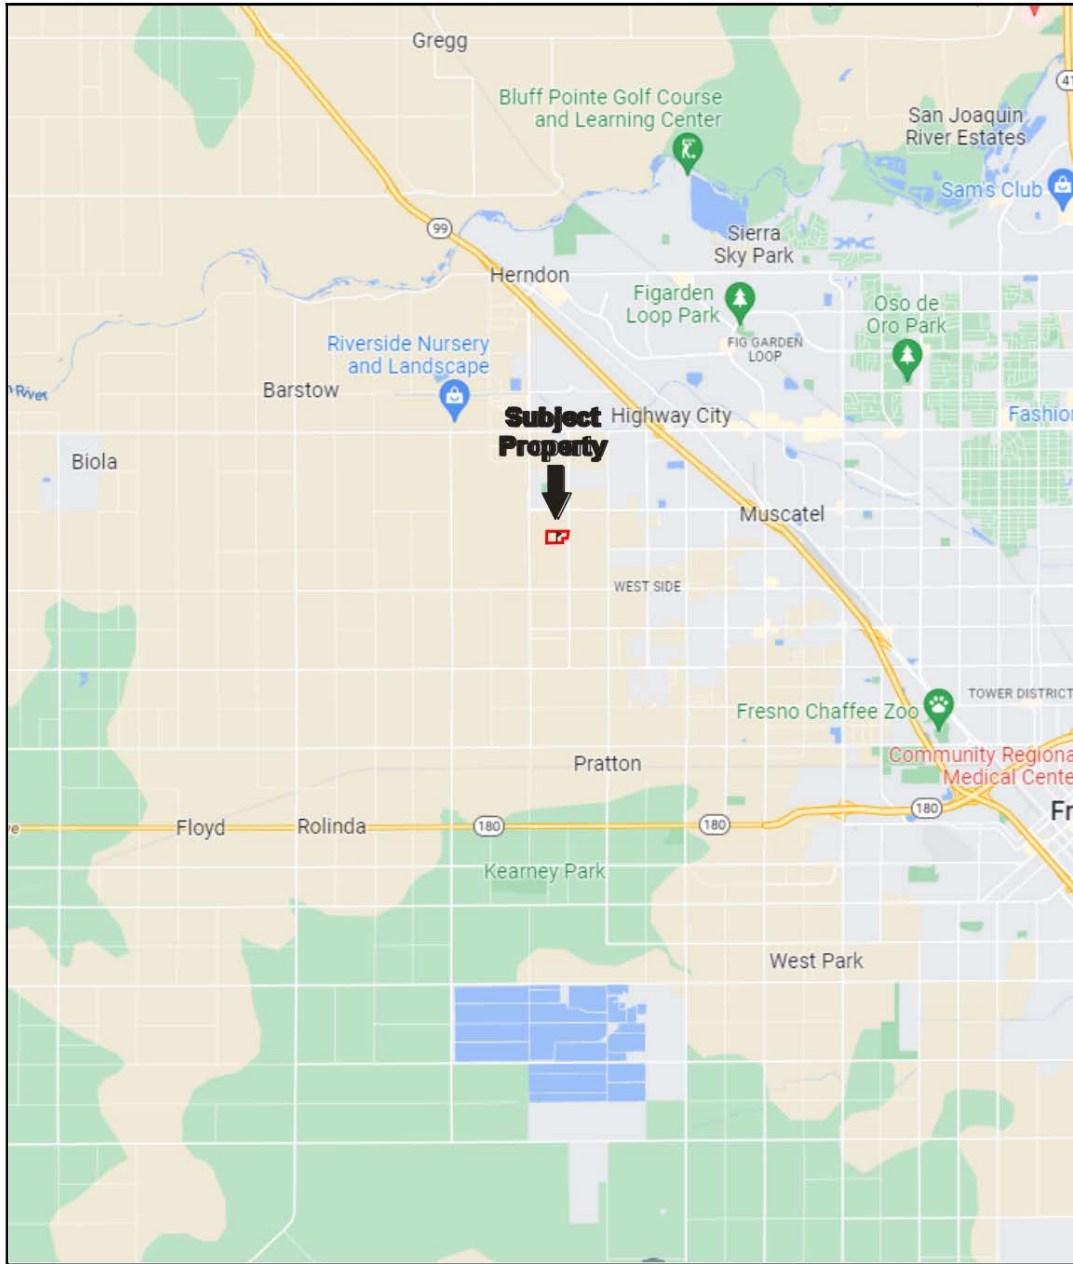 Gregg
41
Bluff Pointe Golf Course
and Learning Center
San Joaquin
River Estates
Sam's Club
99
Sierra
Sky Park
Herndon
Figarden
Loop Park
Oso de
Oro Park
FIG GARDEN
LOOP
Riverside Nursery
and Landscape
River
Barstow
Subject
Property
Highway City
Fashion
Biola
Muscatel
WEST SIDE
TOWER DISTRICT
Fresno Chaffee Zoo
Pratton
Community Regiona
Medical Cente
180
Fr
Floyd
Rolinda
180
180
Kearney Park
West Park